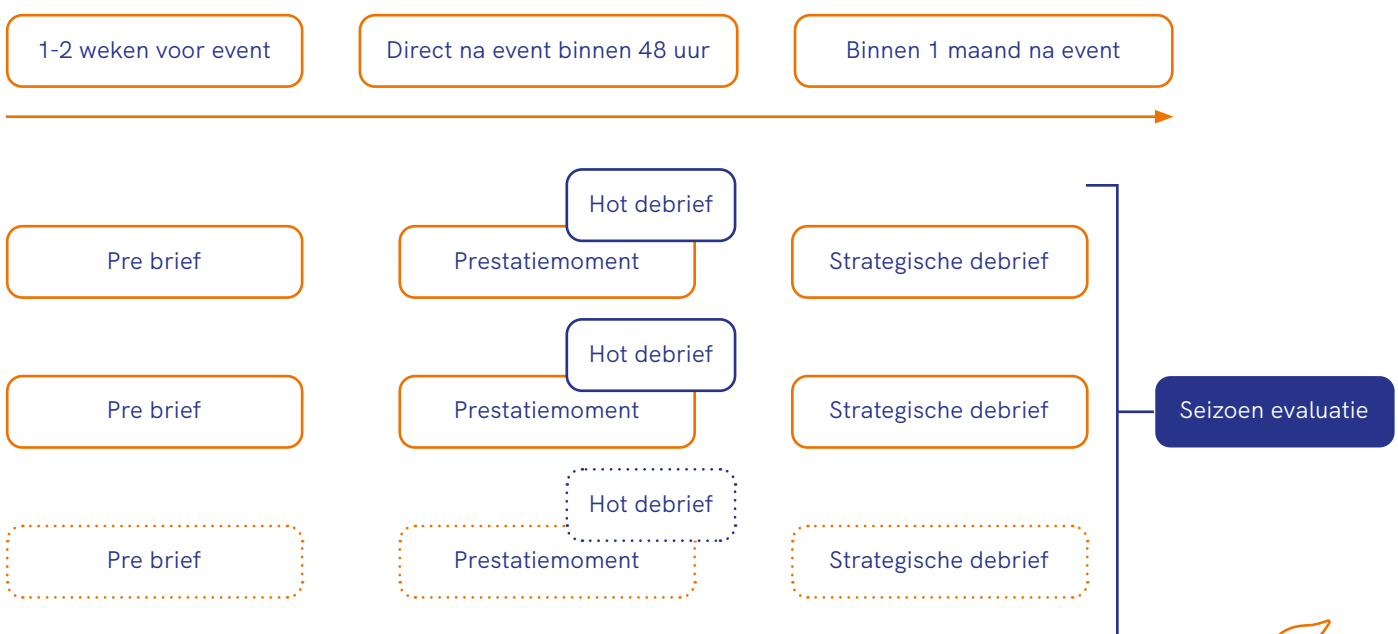 1-2 weken voor event
Direct na event binnen 48 uur
Binnen 1 maand na event
Hot debrief
Pre brief
Prestatiemoment
Strategische debrief
Hot debrief
Pre brief
Prestatiemoment
Strategische debrief
Seizoen evaluatie
Hot debrief
Pre brief
Prestatiemoment
Strategische debrief